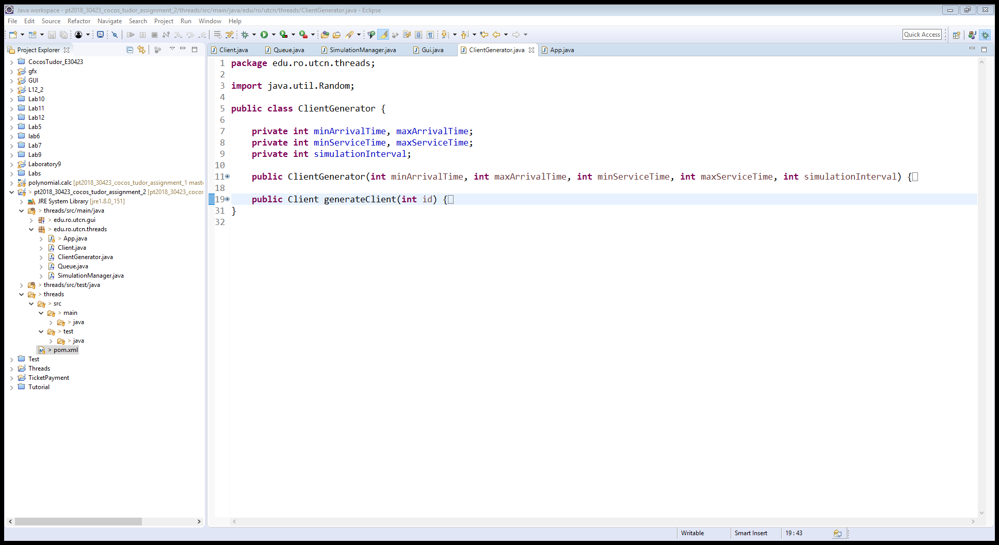 Java workspace - pt2018_30423_cocos_tudor_assignment_2/threads/src/main/java/edu/ro/utcn/threads/ClientGenerator.java - Eclipse
File Edit Source Refactor Navigate Search Project Run Window Help
Quick Access
Project Explorer
CocosTudor_E30423
gfx
GUI
L12_2
Lab10
Lab11
Lab12
Lab5
lab6
Lab7
Lab9
Laboratory9
Labs
polynomial.calc [pt2018_30423_cocos_tudor_assignment_1 maste
> pt2018_30423_cocos_tudor_assignment_2 [pt2018_30423_cocos
JRE System Library [jre1.8.0_151]
> threads/src/main/java
> edu.ro.utcn.gui
> edu.ro.utcn.threads
> App.java
Client.java
ClientGenerator.java
Queue.java
SimulationManager.java
> threads/src/test/java
> threads
> src
> main
> java
> test
> java
> pom.xml
Test
Threads
TicketPayment
Tutorial
Client.java Queue.java SimulationManager.java Gui.java ClientGenerator.java App.java
1 package edu.ro.utcn.threads;
2
3 import java.util.Random;
4
5 public class ClientGenerator {
6
7 private int minArrivalTime, maxArrivalTime;
8 private int minServiceTime, maxServiceTime;
9 private int simulationInterval;
10
11 public ClientGenerator(int minArrivalTime, int maxArrivalTime, int minServiceTime, int maxServiceTime, int simulationInterval) {
18
19 public Client generateClient(int id) {
31 }
32
Writable Smart Insert 19 : 43